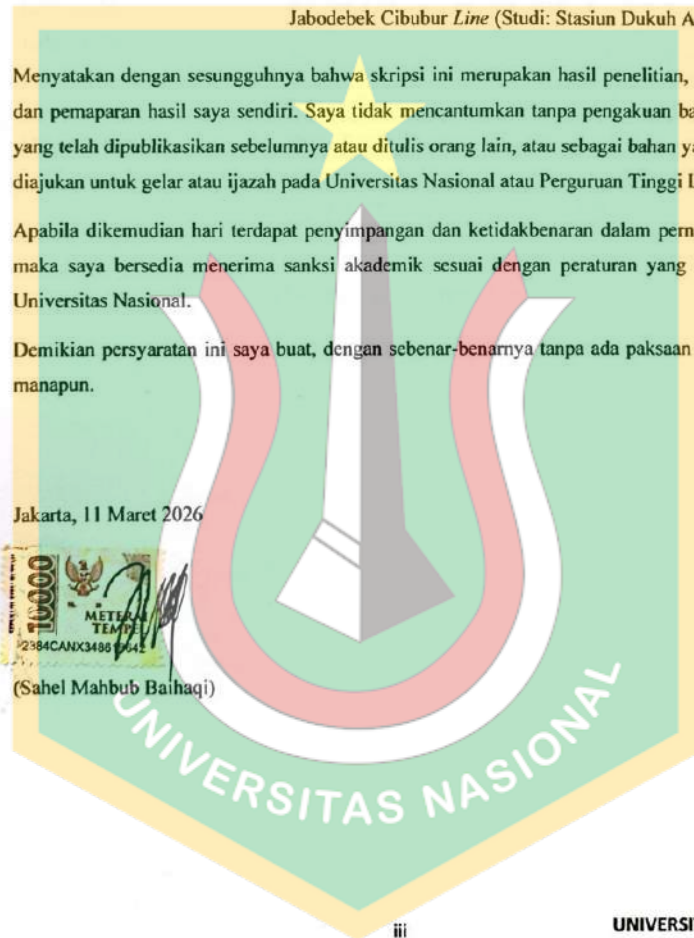 Jabodebek Cibubur Line (Studi: Stasiun Dukuh A
Menyatakan dengan sesungguhnya bahwa skripsi ini merupakan hasil penelitian,
dan pemaparan hasil saya sendiri. Saya tidak mencantumkan tanpa pengakuan ba
yang telah dipublikasikan sebelumnya atau ditulis orang lain, atau sebagai bahan ya
diajukan untuk gelar atau ijazah pada Universitas Nasional atau Perguruan Tinggi L
Apabila dikemudian hari terdapat penyimpangan dan ketidakbenaran dalam pern
maka saya bersedia menerima sanksi akademik sesuai dengan peraturan yang
Universitas Nasional.
Demikian persyaratan ini saya buat, dengan sebenar-benarnya tanpa ada paksaan
manapun.
Jakarta, 11 Maret 2026
10000
METERAI
TEMPEL
(Sahel Mahbub Baihaqi)
UNIVERSITAS NASIONAL
iii
UNIVERSI